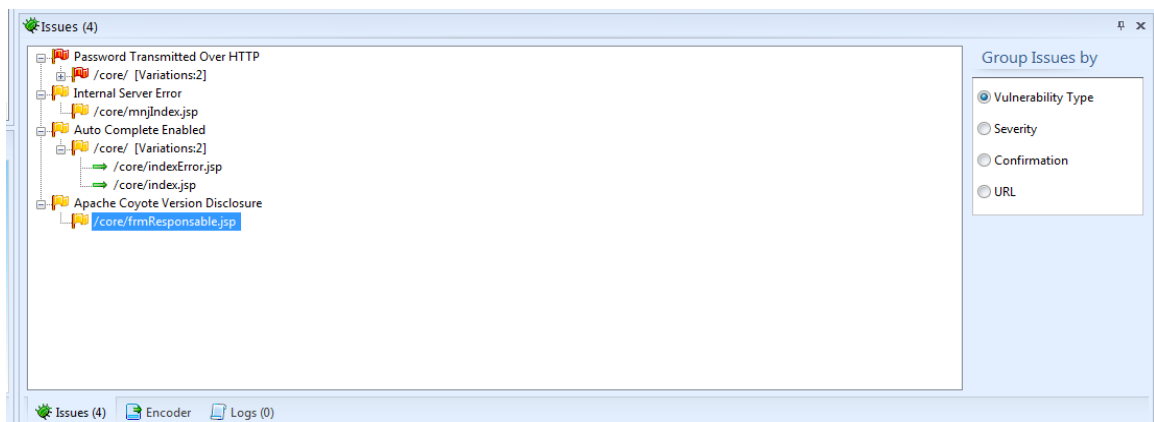 Issues (4)
Password Transmitted Over HTTP
/core/ [Variations:2]
Internal Server Error
/core/mnjIndex.jsp
Auto Complete Enabled
/core/ [Variations:2]
/core/indexError.jsp
/core/index.jsp
Apache Coyote Version Disclosure
/core/frmResponsable.jsp
Group Issues by
Vulnerability Type
Severity
Confirmation
URL
Issues (4) Encoder Logs (0)